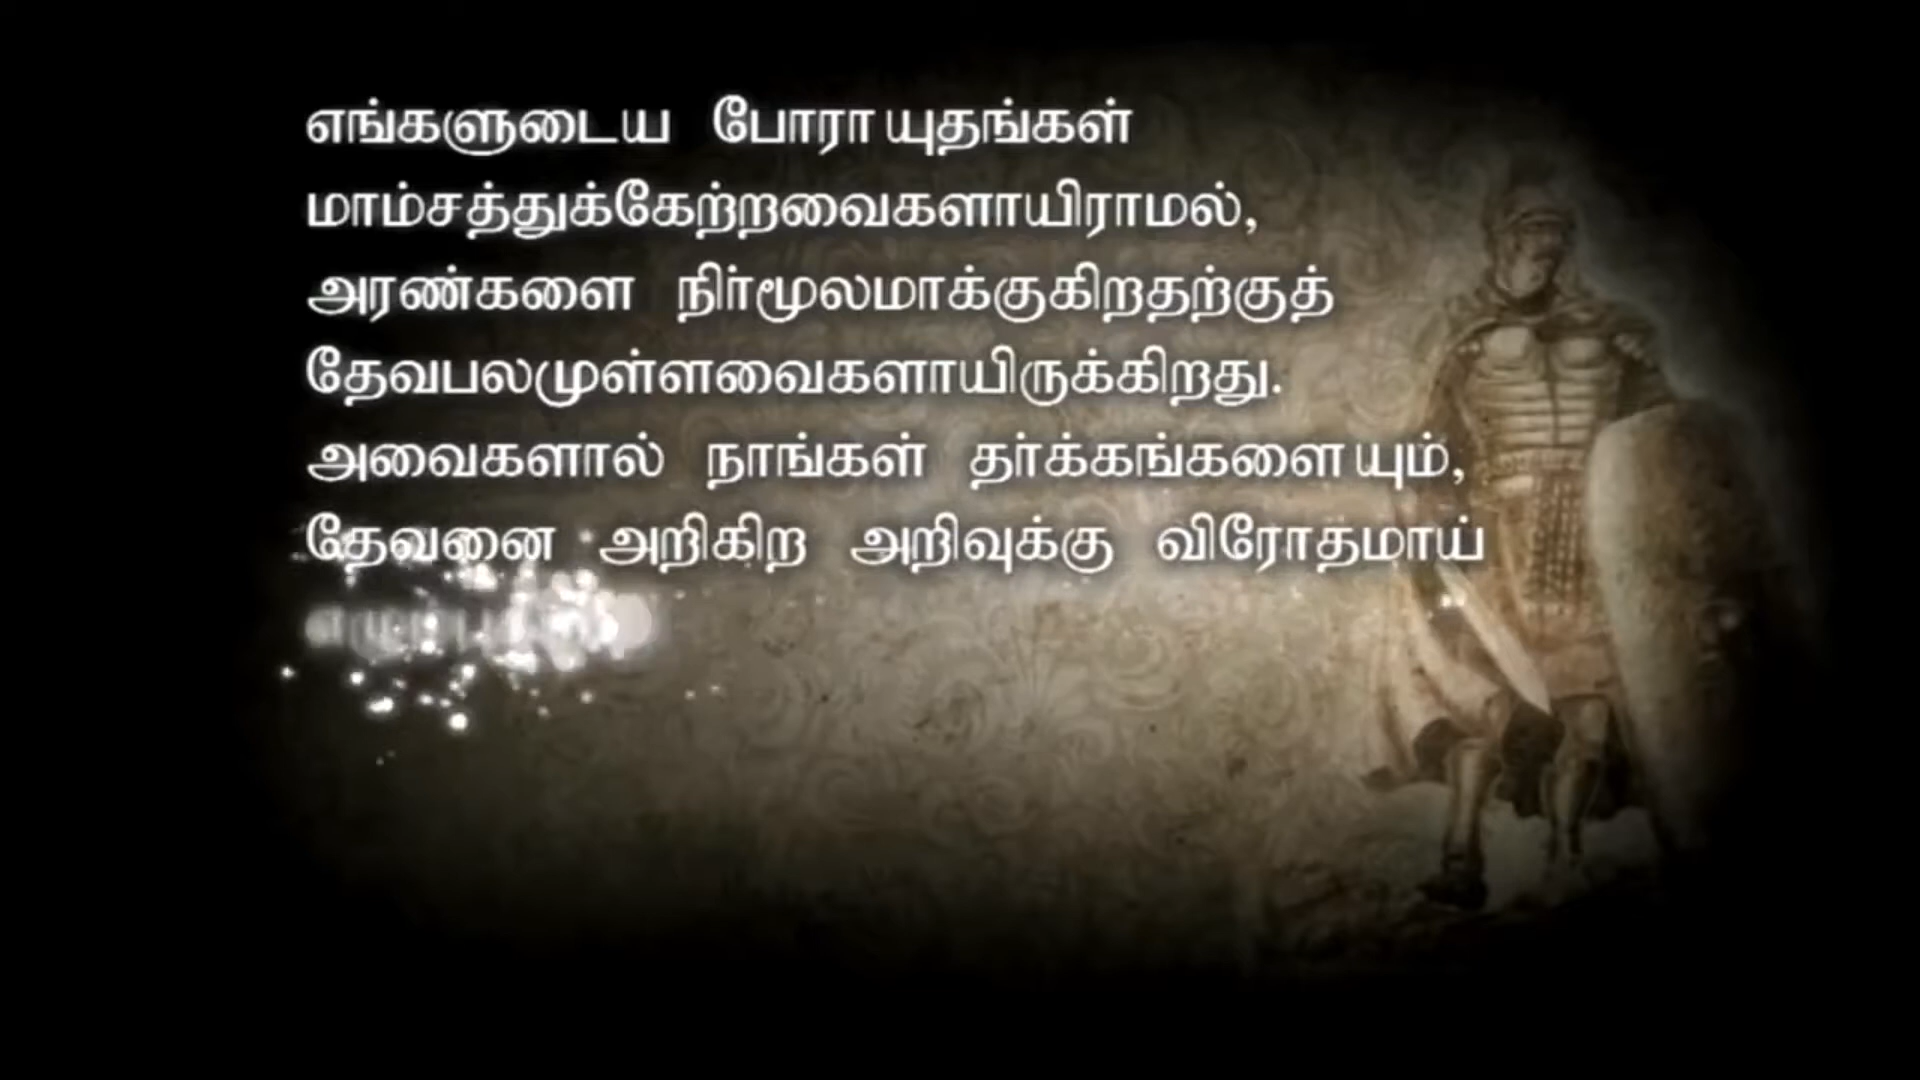 எங்களுடைய போராயுதங்கள்
மாம்சத்துக்கேற்றவைகளாயிராமல்,
அரண்களை நிர்மூலமாக்குகிறதற்குத்
தேவபலமுள்ளவைகளாயிருக்கிறது.
அவைகளால் நாங்கள் தர்க்கங்களையும்,
தேவனை அறிகிற அறிவுக்கு விரோதமாய்